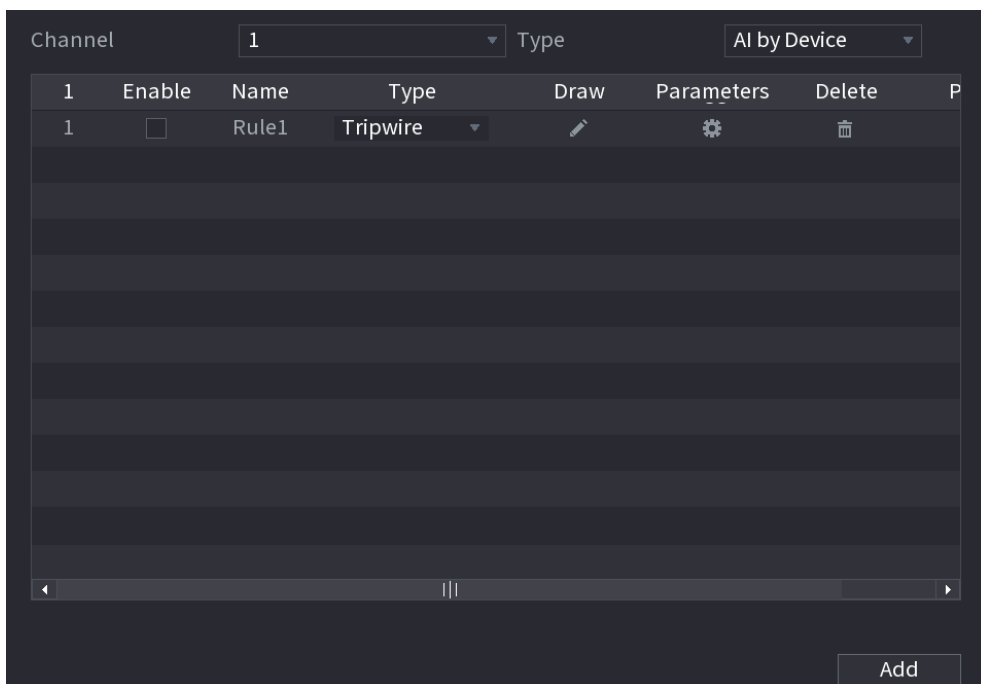 Channel 1 Type AI by Device
1 Enable Name Type Draw Parameters Delete P
1 Rule1 Tripwire
Add